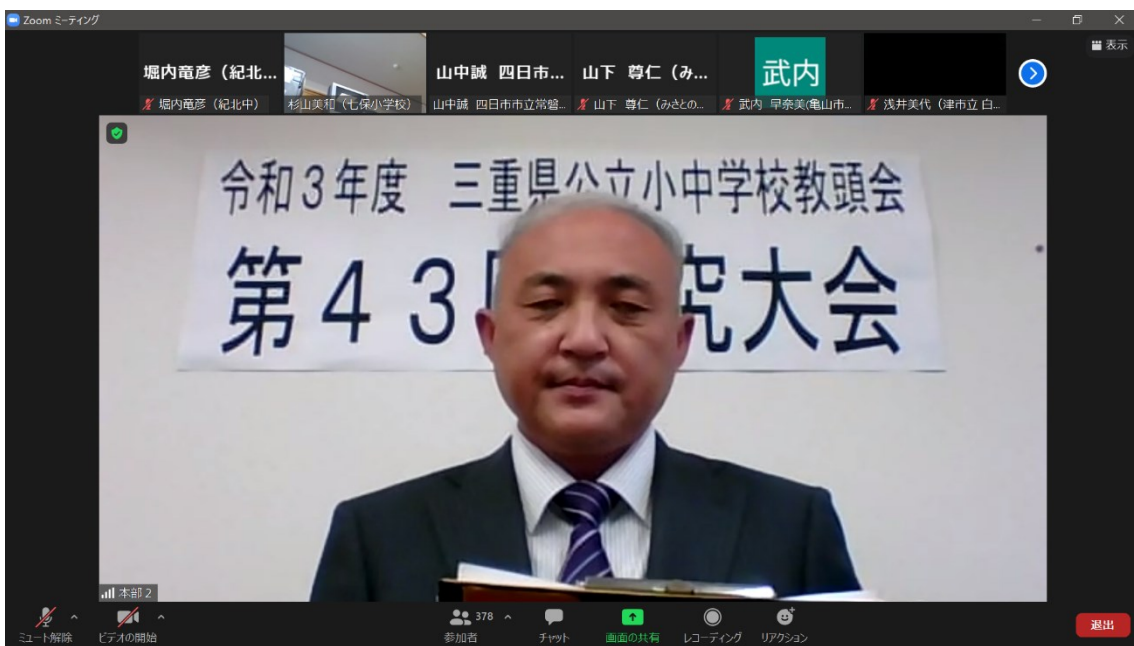 Zoom ミーティング
表示
堀内竜彦（紀北...
山中誠 四日市...
山下 尊仁（み...
武内
堀内竜彦（紀北中）
杉山美和（七保小学校）
山中誠 四日市市立常磐...
山下 尊仁（みさとの...
武内 早奈美(亀山市...
浅井美代（津市立 白...
令和３年度 三重県公立小中学校教頭会
第４３回 究大会
本部 2
ミュート解除
ビデオの開始
378
参加者
チャット
画面の共有
レコーディング
リアクション
退出